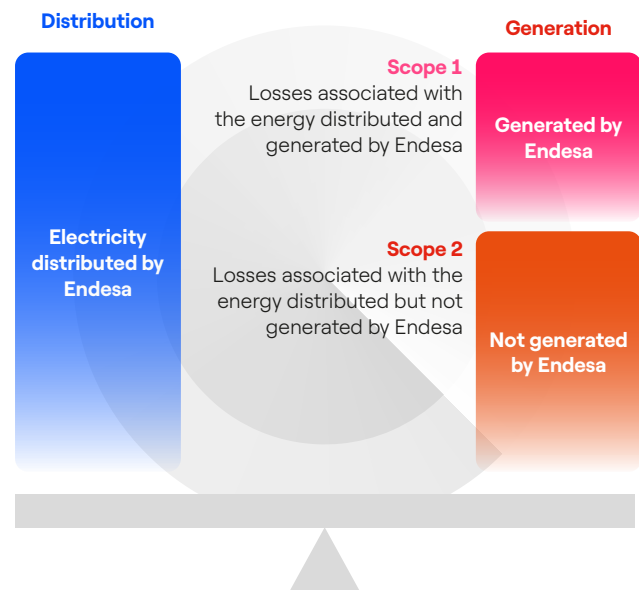 Distribution
Generation
Scope 1
Losses associated with
the energy distributed and
generated by Endesa
Generated by
Endesa
Electricity
distributed by
Endesa
Scope 2
Losses associated with the
energy distributed but not
generated by Endesa
Not generated
by Endesa